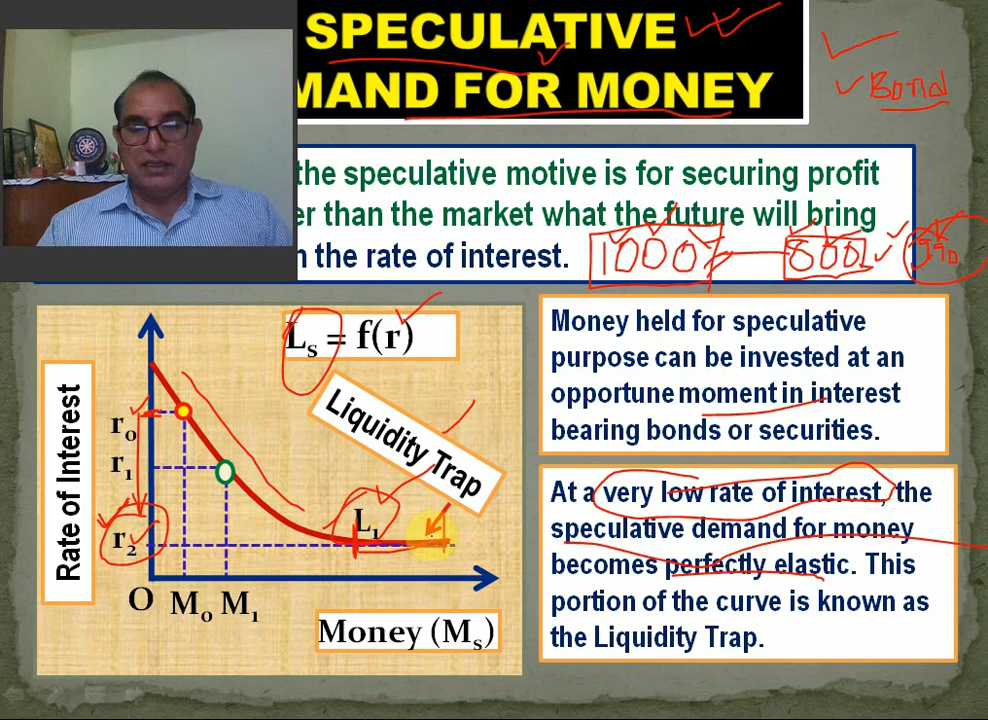 SPECULATIVE
MAND FOR MONEY
Bond
the speculative motive is for securing profit
er than the market what the future will bring
n the rate of interest.
1000
800
Ls = f(r)
Liquidity Trap
Rate of Interest
r₀
r₁
r₂
L₁
O M₀ M₁
Money (Ms)
Money held for speculative
purpose can be invested at an
opportune moment in interest
bearing bonds or securities.
At a very low rate of interest, the
speculative demand for money
becomes perfectly elastic. This
portion of the curve is known as
the Liquidity Trap.